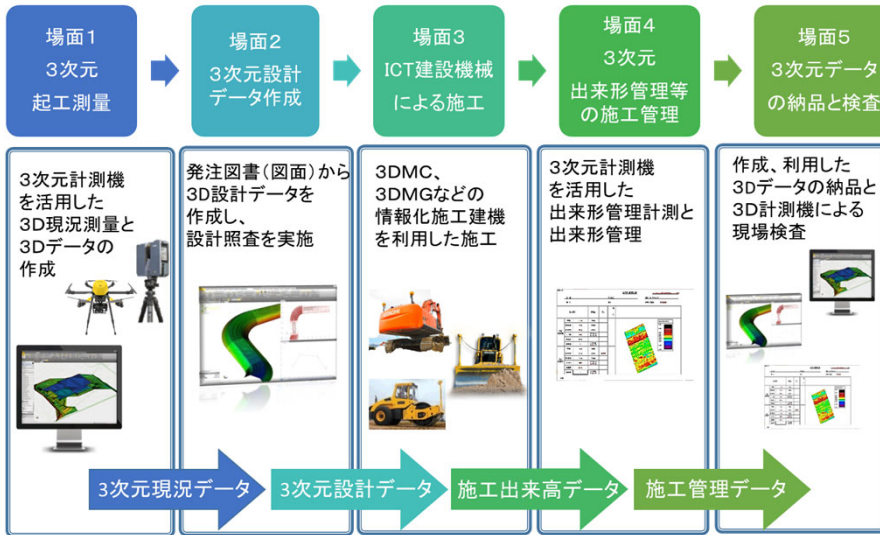 場面1
3次元
起工測量
場面2
3次元設計
データ作成
場面3
ICT建設機械
による施工
場面4
3次元
出来形管理等
の施工管理
場面5
3次元データ
の納品と検査
3次元計測機
を活用した
3D現況測量と
3Dデータの
作成
発注図書(図面)から
3D設計データを
作成し、
設計照査を実施
3DMC、
3DMGなどの
情報化施工建機
を利用した施工
3次元計測機
を活用した
出来形管理計測と
出来形管理
作成、利用した
3Dデータの納品と
3D計測機による
現場検査
3次元現況データ
3次元設計データ
施工出来高データ
施工管理データ